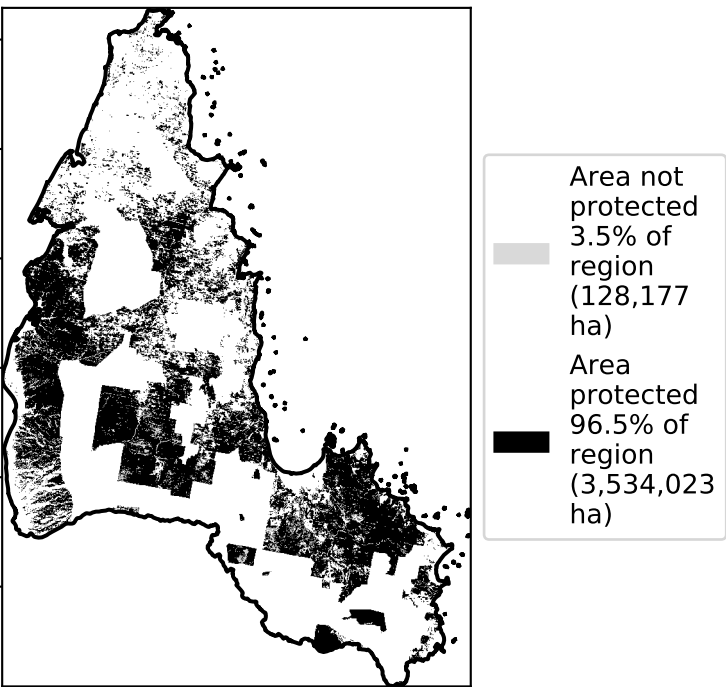 Area not
protected
3.5% of
region
(128,177
ha)
Area
protected
96.5% of
region
(3,534,023
ha)